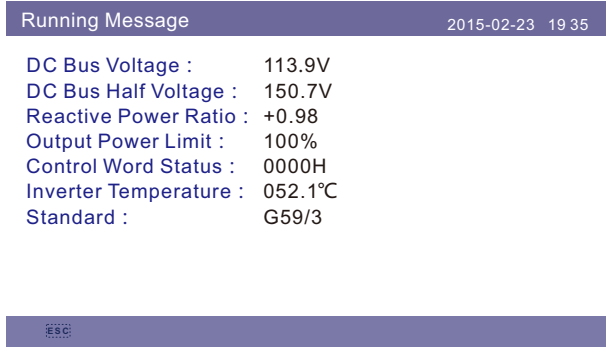 Running Message 2015-02-23 19 35
DC Bus Voltage : 113.9V
DC Bus Half Voltage : 150.7V
Reactive Power Ratio : +0.98
Output Power Limit : 100%
Control Word Status : 0000H
Inverter Temperature : 052.1℃
Standard : G59/3
ESC